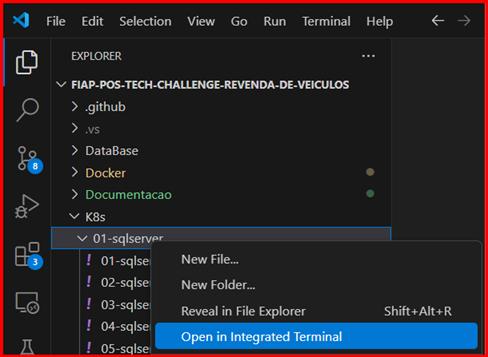 File Edit Selection View Go Run Terminal Help
EXPLORER
FIAP-POS-TECH-CHALLENGE-REVENDA-DE-VEICULOS
.github
.vs
DataBase
8
Docker
Documentacao
K8s
01-sqlserver
3
01-sqlser
New File...
02-sqlse
New Folder...
03-sqlse
Reveal in File Explorer Shift+Alt+R
04-sqlse
Open in Integrated Terminal
05-sqlse